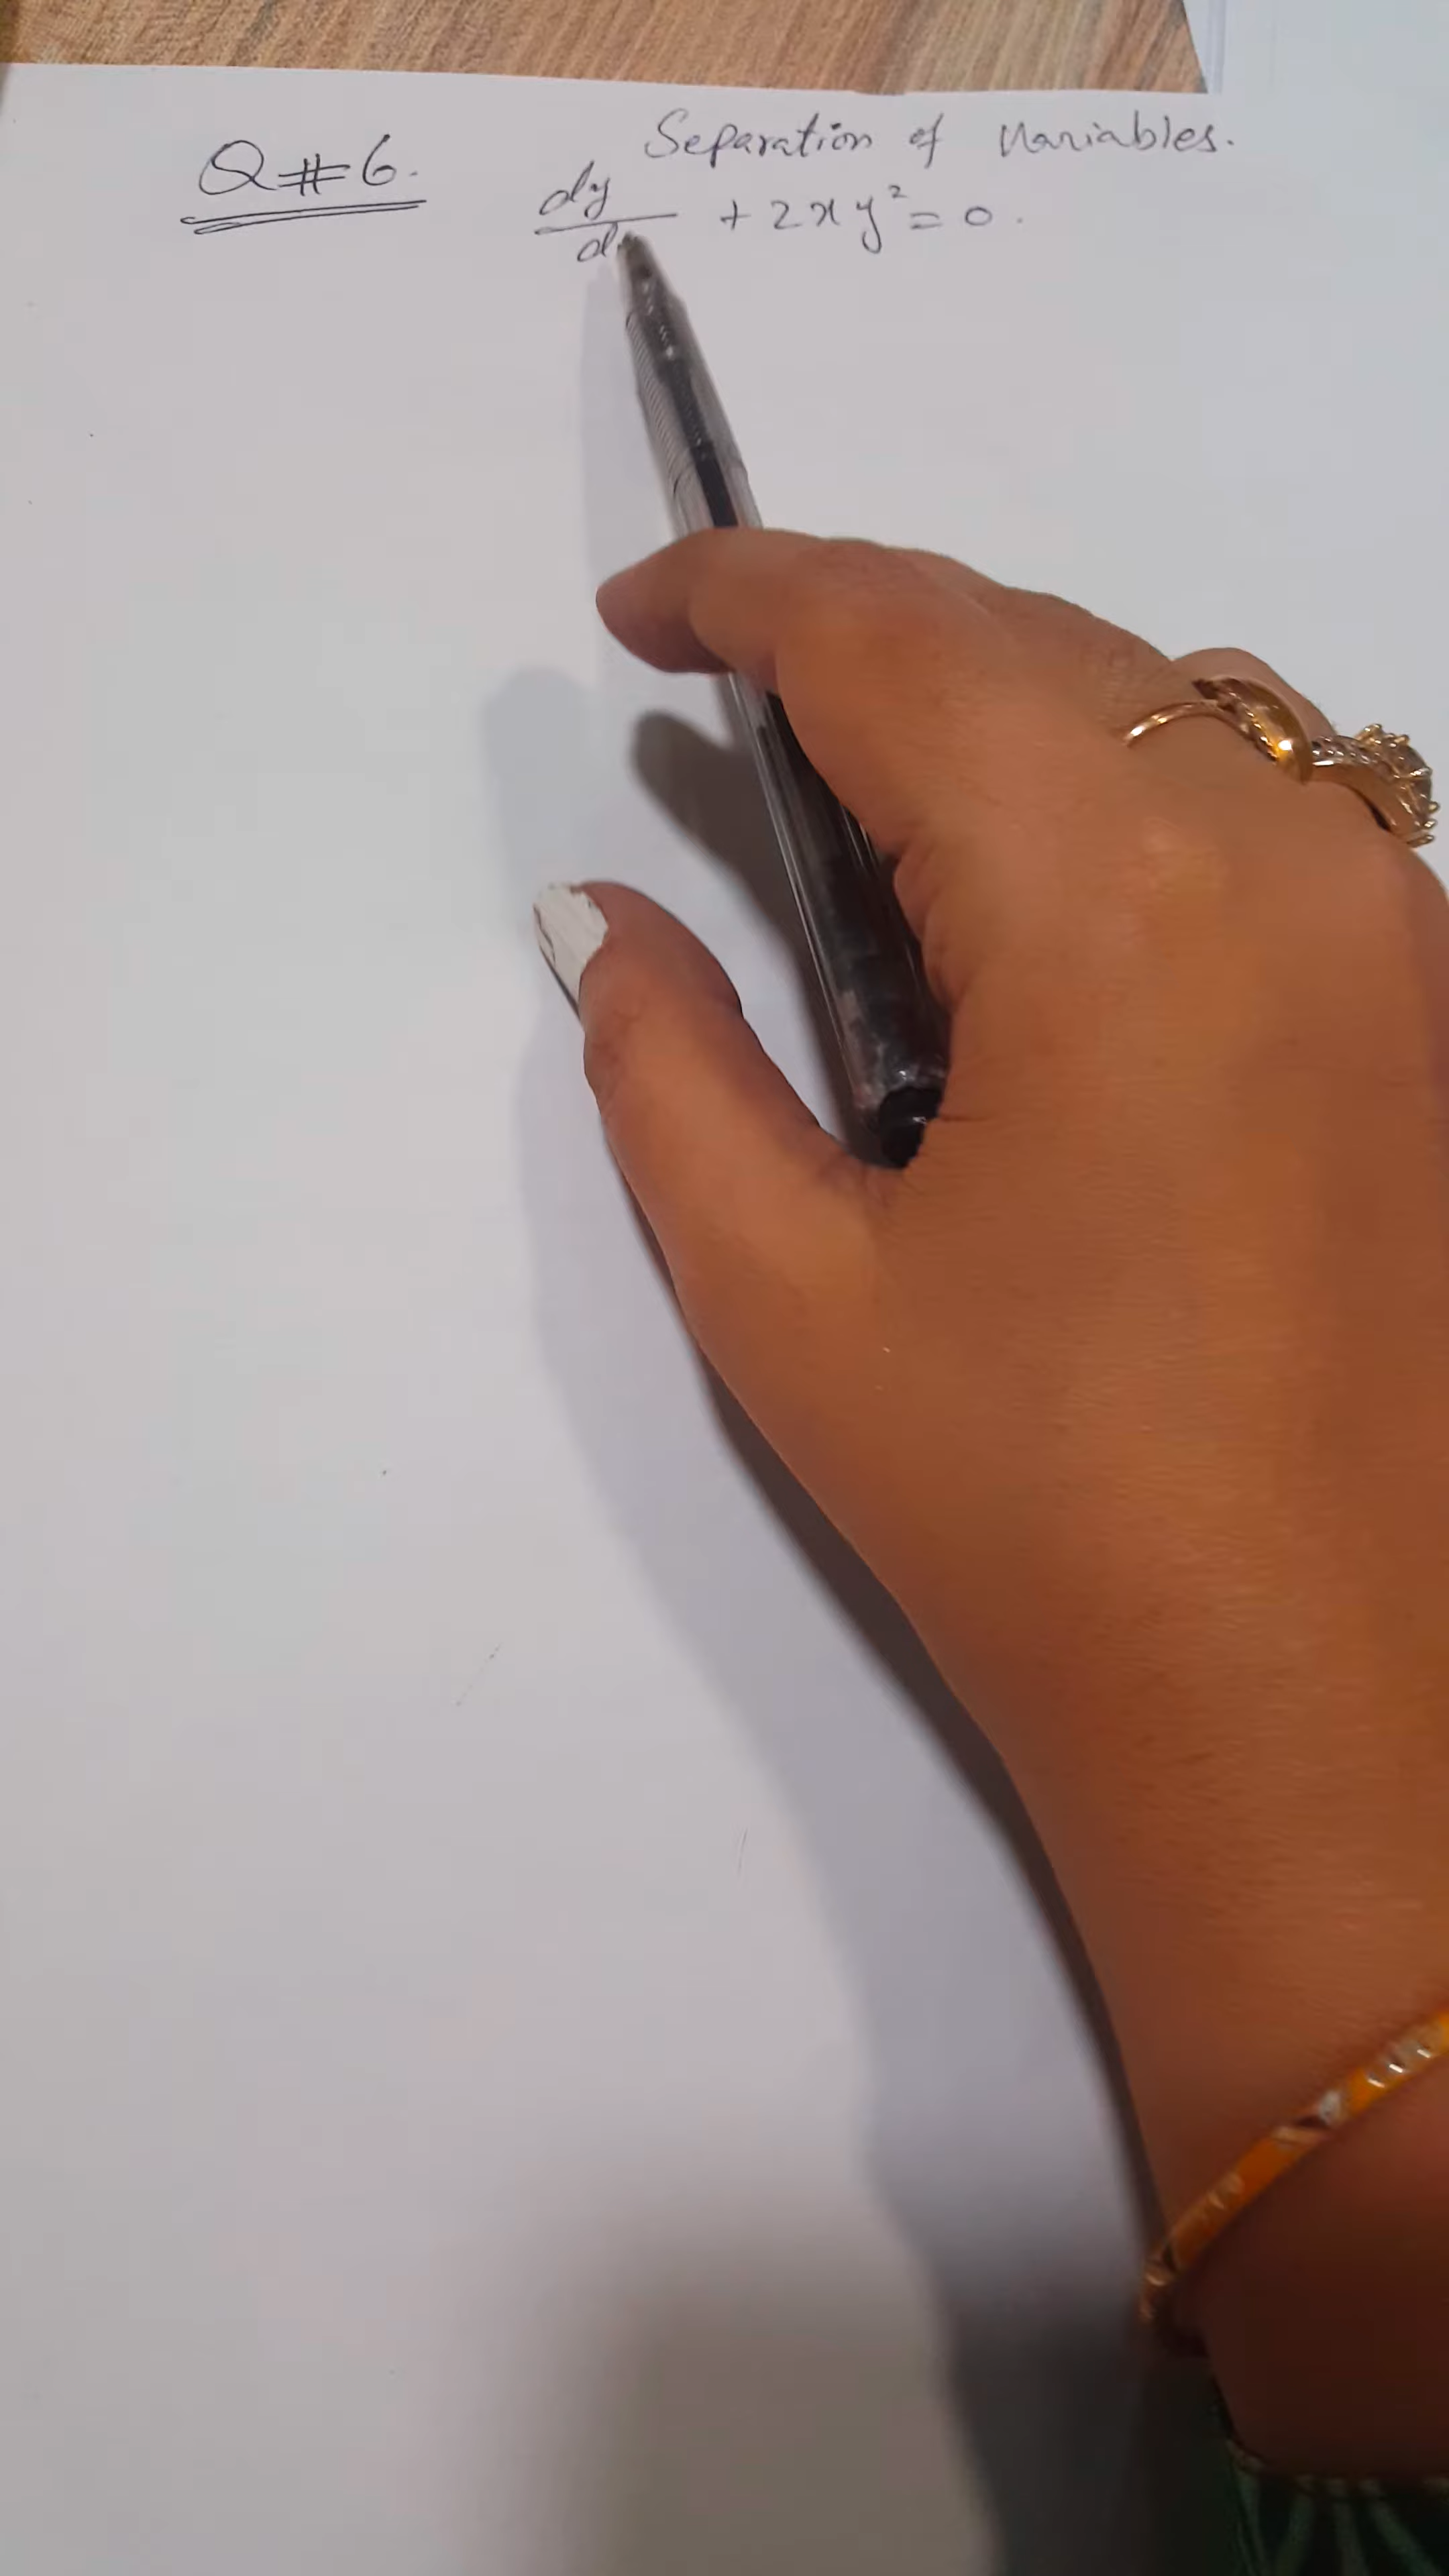 Separation of Variables.
Q#6. dy/d + 2xy² = 0.